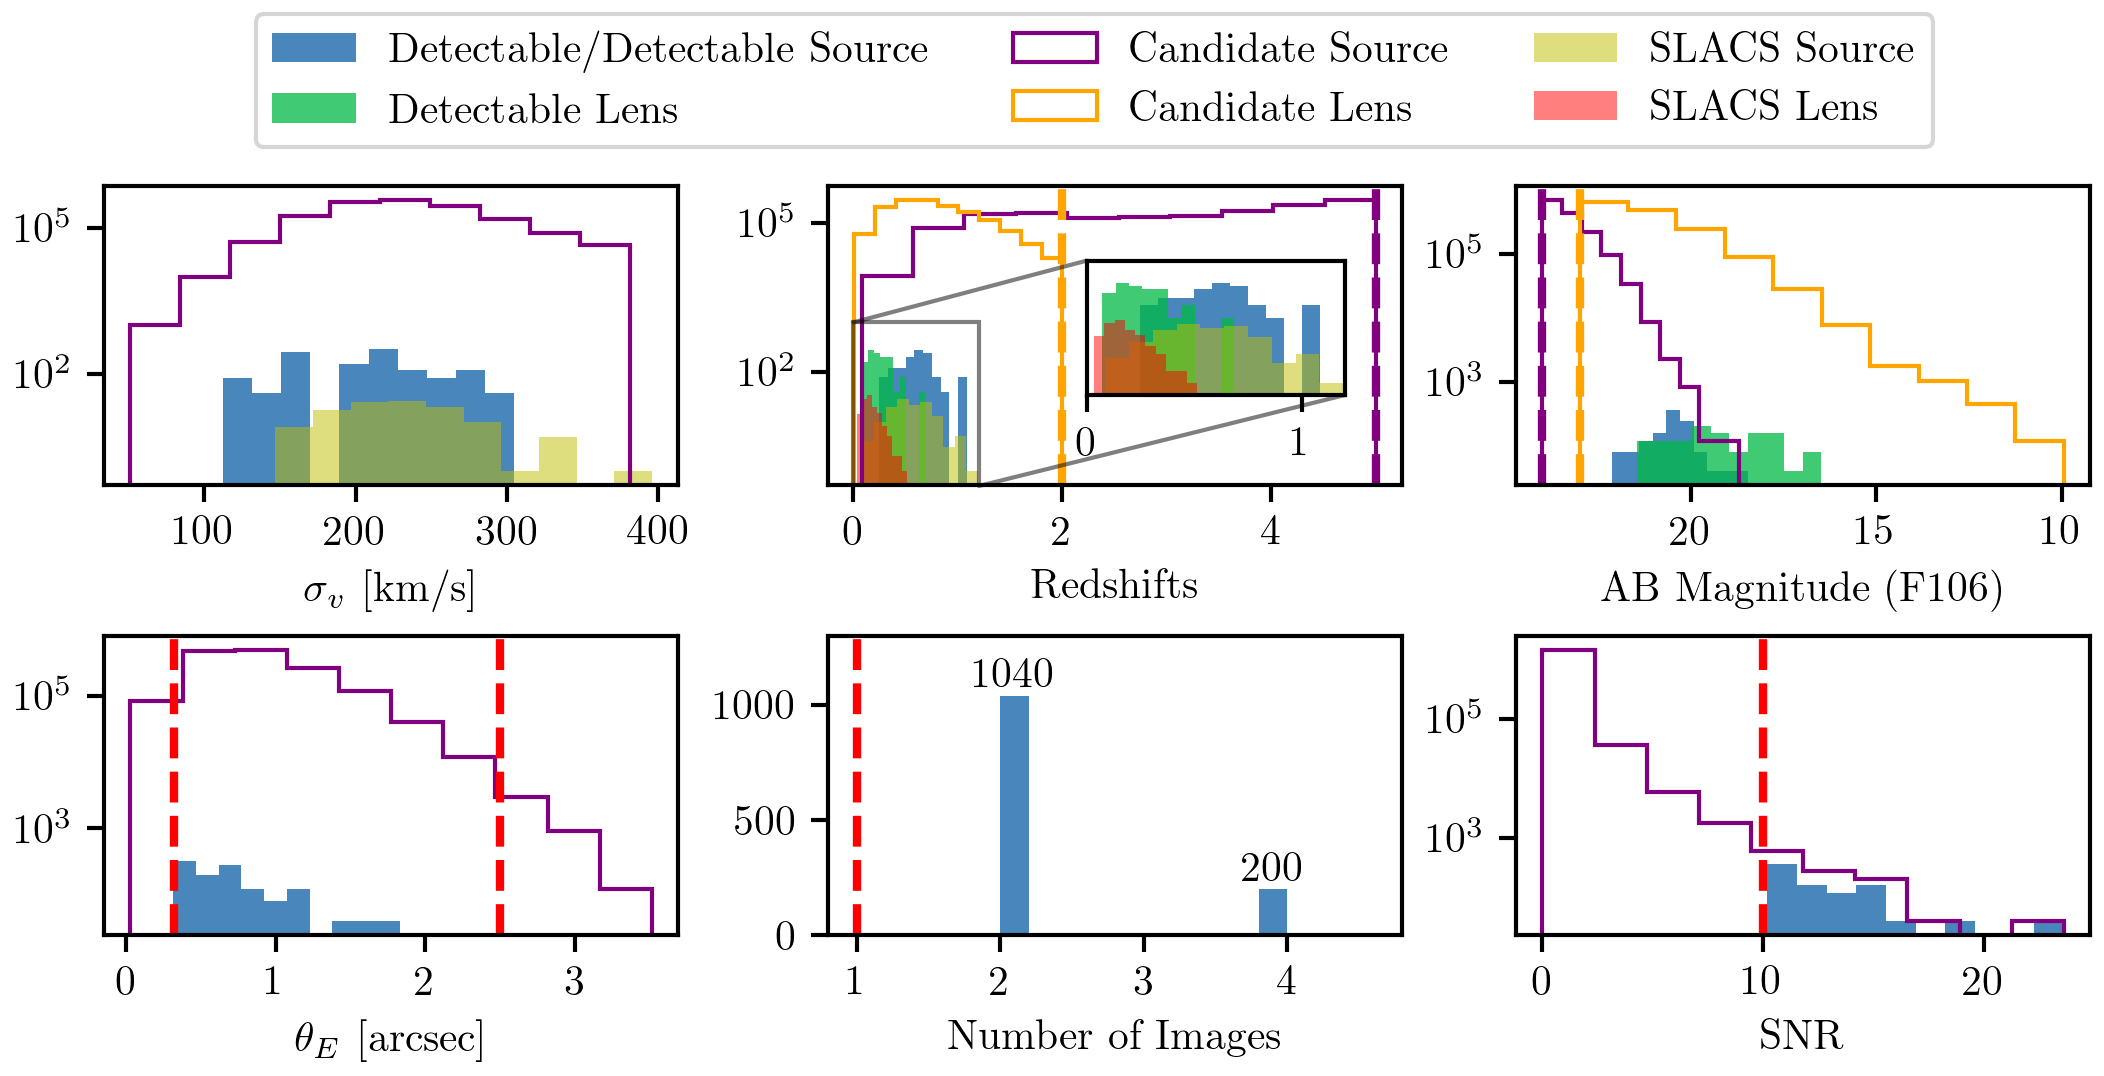 Detectable/Detectable Source
Candidate Source
SLACS Source
Detectable Lens
Candidate Lens
SLACS Lens
10^5
10^2
100 200 300 400
σ_v [km/s]
10^5
10^2
0 1
0 2 4
Redshifts
10^5
10^3
20 15 10
AB Magnitude (F106)
10^5
10^3
0 1 2 3
θ_E [arcsec]
1040
200
1000
500
0
1 2 3 4
Number of Images
10^5
10^3
0 10 20
SNR